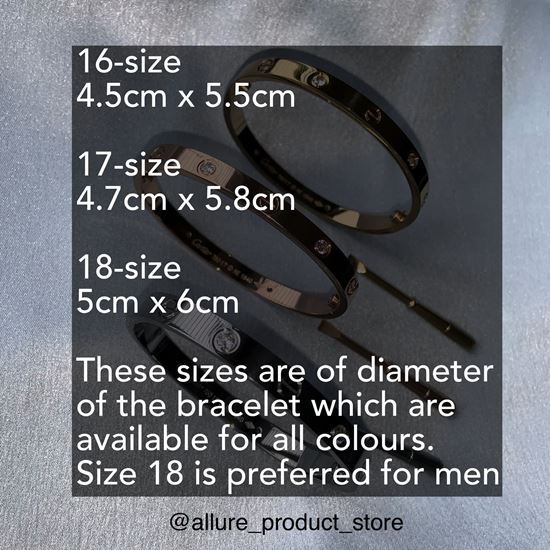 16-size
4.5cm x 5.5cm
17-size
4.7cm x 5.8cm
18-size
5cm x 6cm
These sizes are of diameter
of the bracelet which are
available for all colours.
Size 18 is preferred for men
@allure_product_store